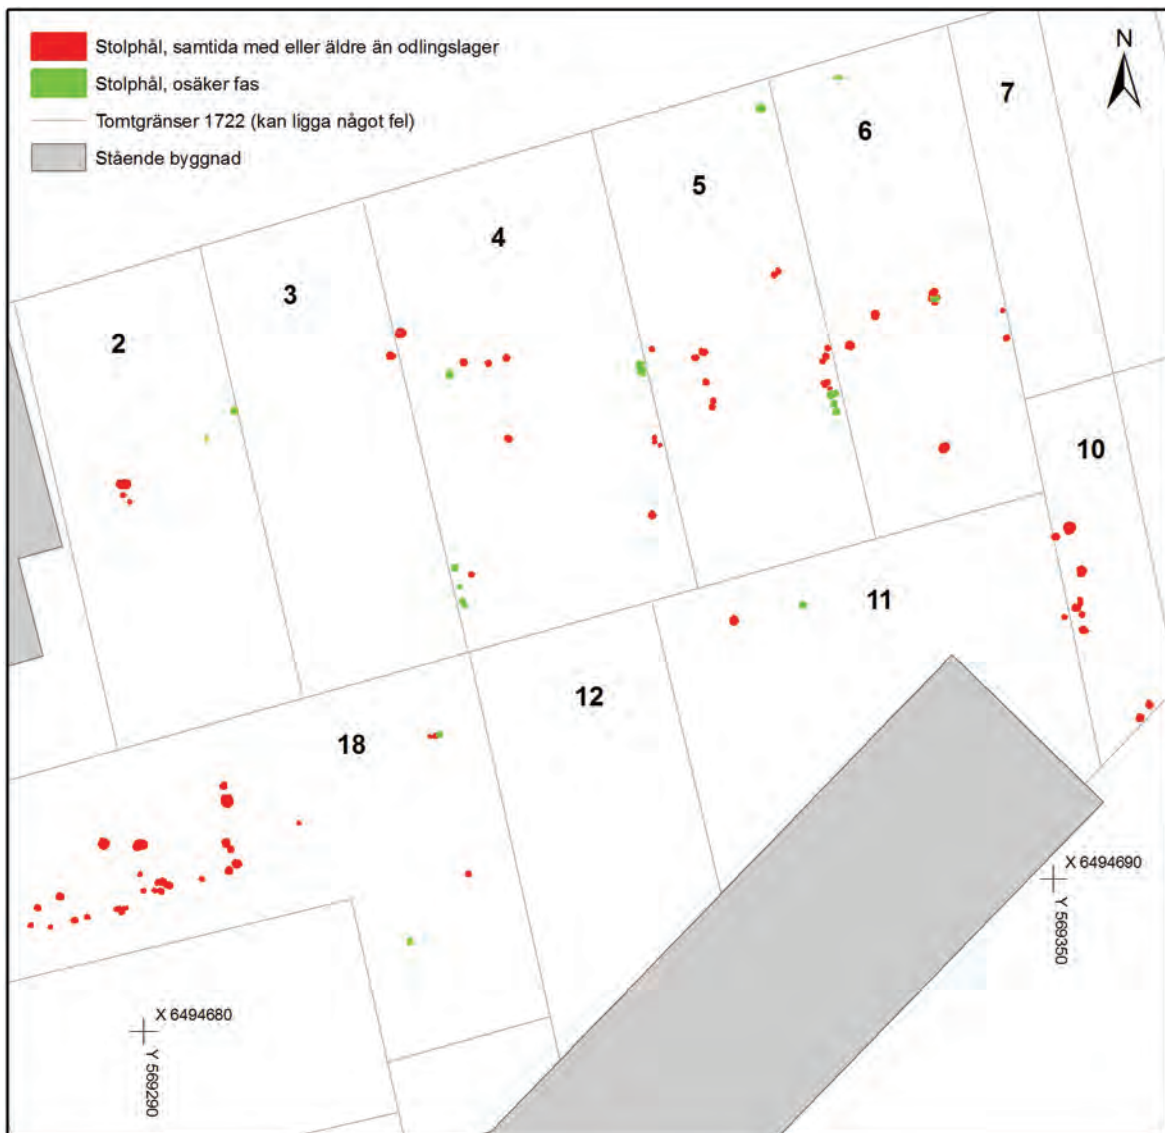 Stolphål, samtida med eller äldre än odlingslager
Stolphål, osäker fas
Tomtgränser 1722 (kan ligga något fel)
Stående byggnad
N
7
6
5
4
3
2
10
11
12
18
X 6494690
Y 569350
X 6494680
Y 569290